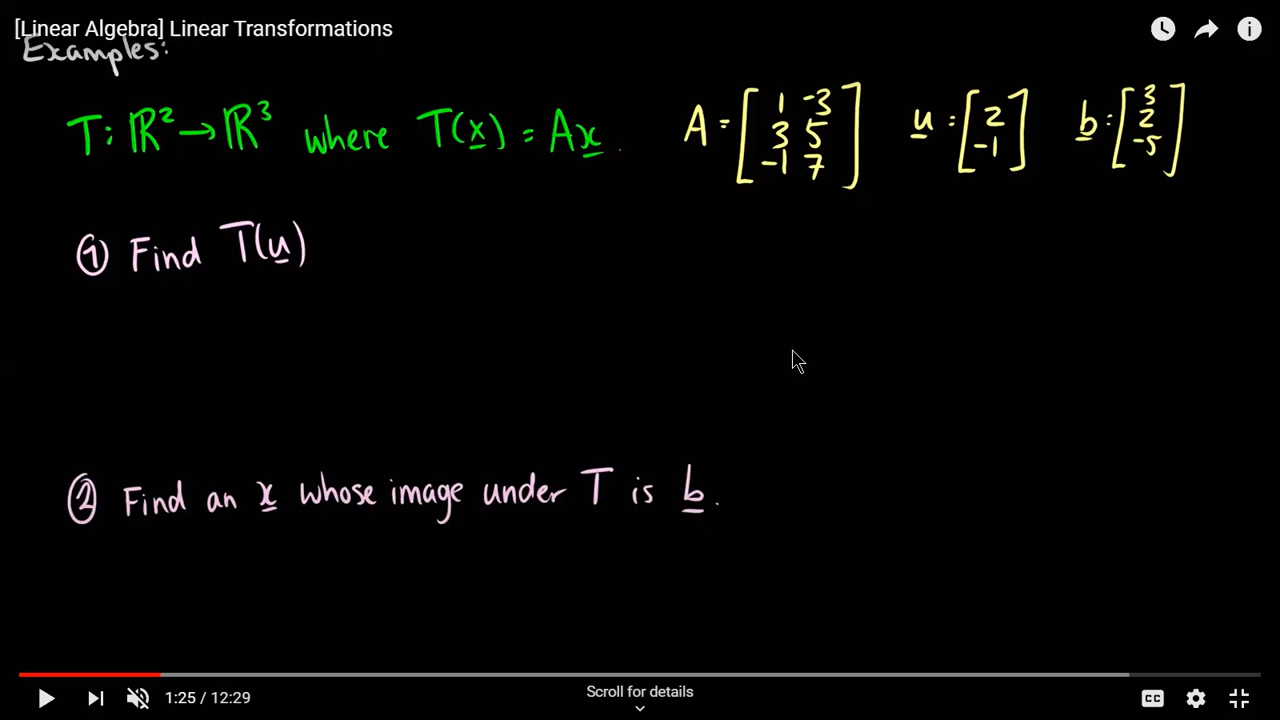 [Linear Algebra] Linear Transformations
Examples:
T: ℝ² → ℝ³ where T(x) = Ax. A = [1 -3; 3 5; -1 7] u = [2; -1] b = [3; 2; -5]
① Find T(u)
② Find an x whose image under T is b.
1:25 / 12:29
Scroll for details
CC